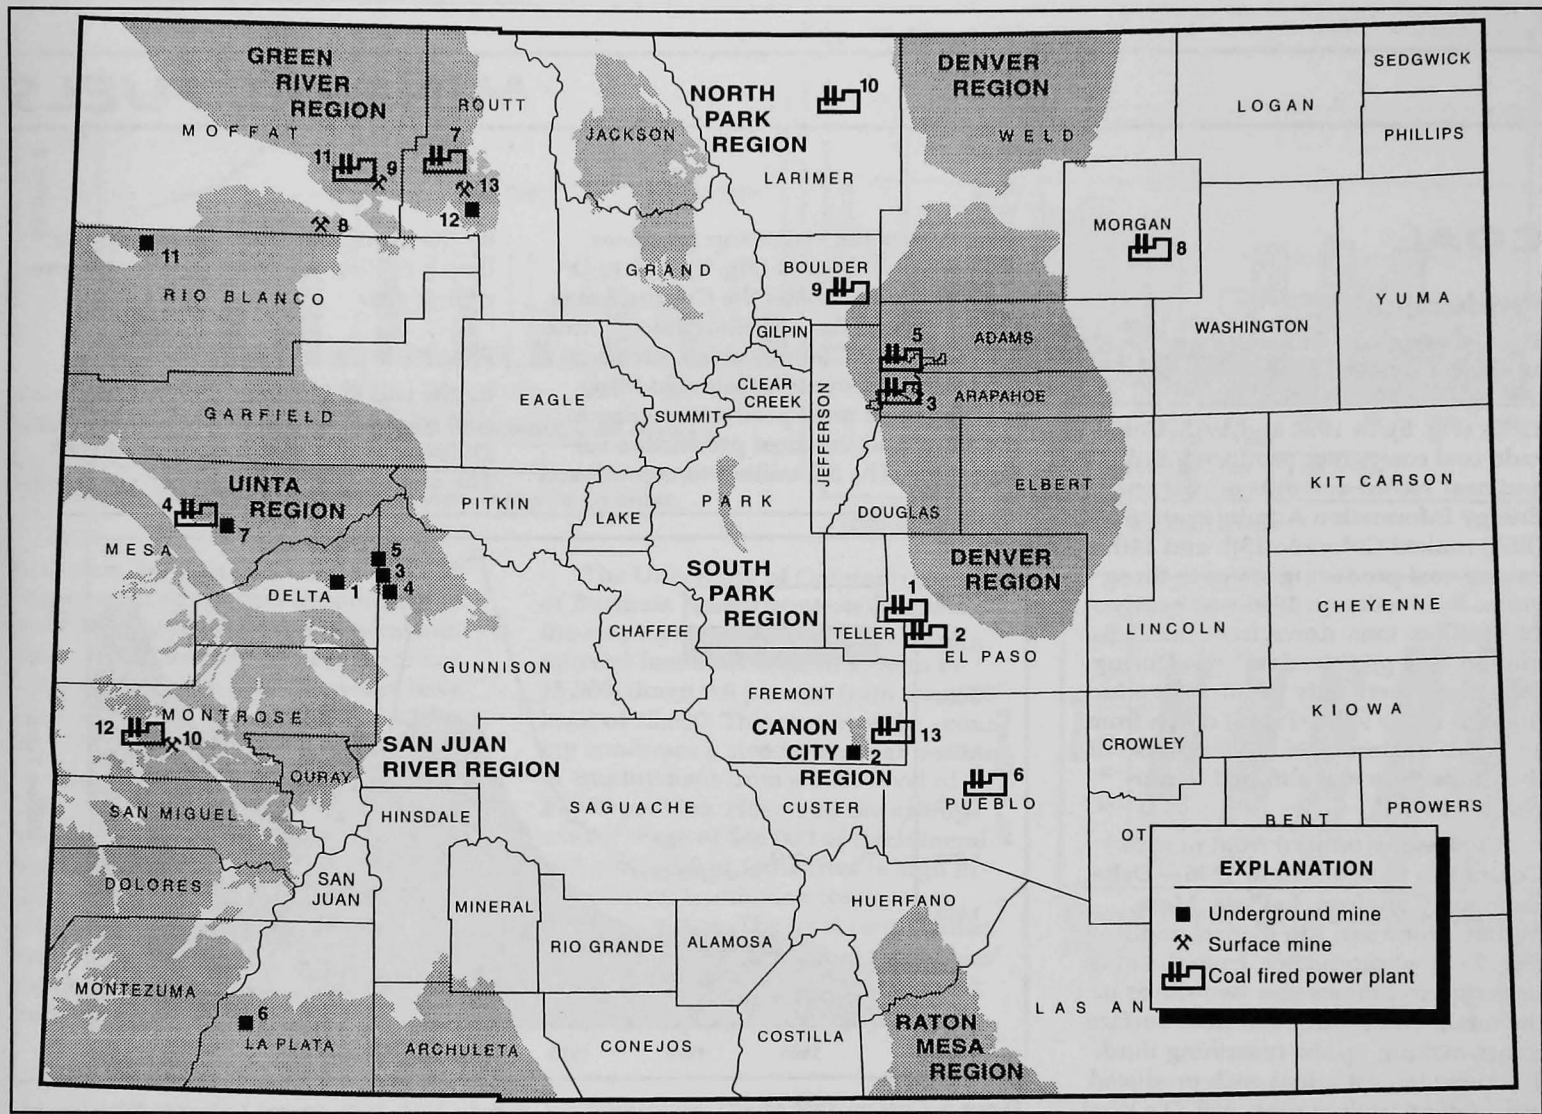 GREEN
RIVER
REGION
MOFFAT
ROUTT
11
9
7
13
12
8
11
RIO BLANCO
JACKSON
NORTH
PARK
REGION
10
LARIMER
DENVER
REGION
WELD
LOGAN
SEDGWICK
PHILLIPS
MORGAN
8
YUMA
GRAND
BOULDER
9
GILPIN
ADAMS
5
WASHINGTON
GARFIELD
EAGLE
SUMMIT
CLEAR
CREEK
JEFFERSON
ARAPAHOE
3
UINTA
REGION
4
7
MESA
PITKIN
LAKE
PARK
DOUGLAS
ELBERT
KIT CARSON
5
3
4
DELTA
1
SOUTH
PARK
REGION
DENVER
REGION
1
TELLER
2
EL PASO
LINCOLN
CHEYENNE
CHAFFEE
GUNNISON
FREMONT
MONTROSE
12
10
OURAY
SAN JUAN
RIVER REGION
CANON
CITY
REGION
13
2
KIOWA
CROWLEY
6
PUEBLO
SAN MIGUEL
HINSDALE
SAGUACHE
CUSTER
OT
BENT
PROWERS
DOLORES
SAN
JUAN
MINERAL
RIO GRANDE
ALAMOSA
HUERFANO
MONTEZUMA
6
LA PLATA
ARCHULETA
CONEJOS
COSTILLA
RATON
MESA
REGION
LAS AN
EXPLANATION
Underground mine
Surface mine
Coal fired power plant